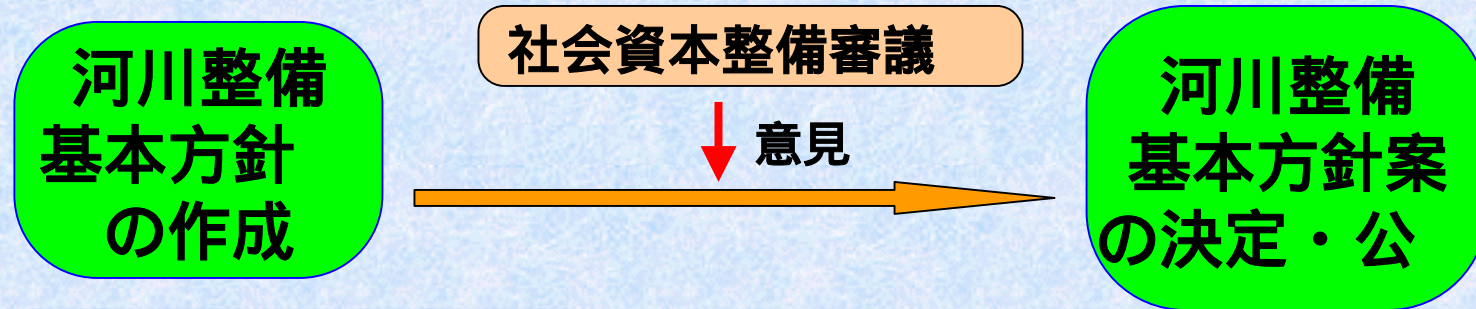 河川整備
基本方針
の作成
社会資本整備審議
意見
河川整備
基本方針案
の決定・公